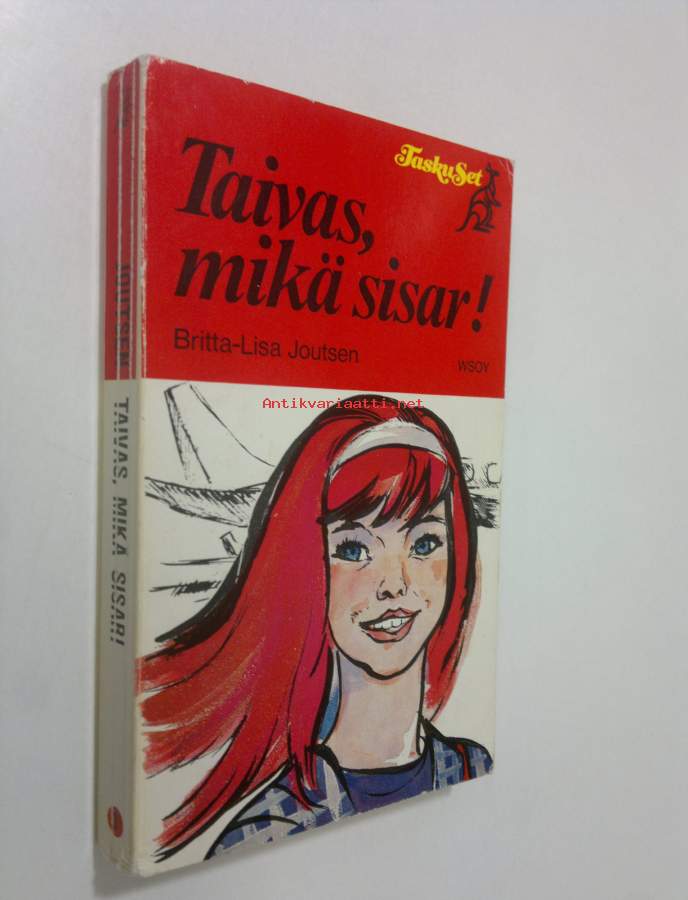 TaskuSet
Taivas,
mikä sisar!
Britta-Lisa Joutsen
WSOY
Antikvariaatti.net
JOUTSEN TAIVAS, MIKÄ SISAR!